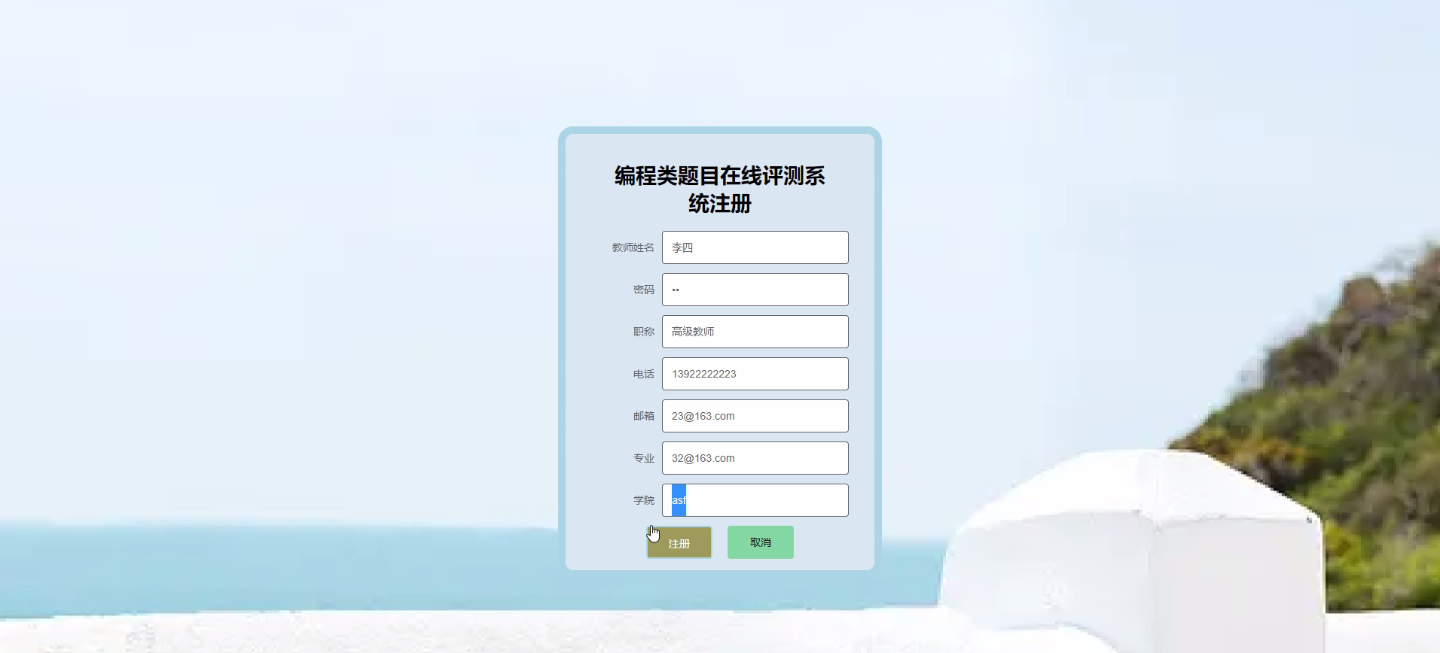 编程类题目在线评测系
统注册
教师姓名 李四
密码 ••
职称 高级教师
电话 13922222223
邮箱 23@163.com
专业 32@163.com
学院 asf
注册 取消